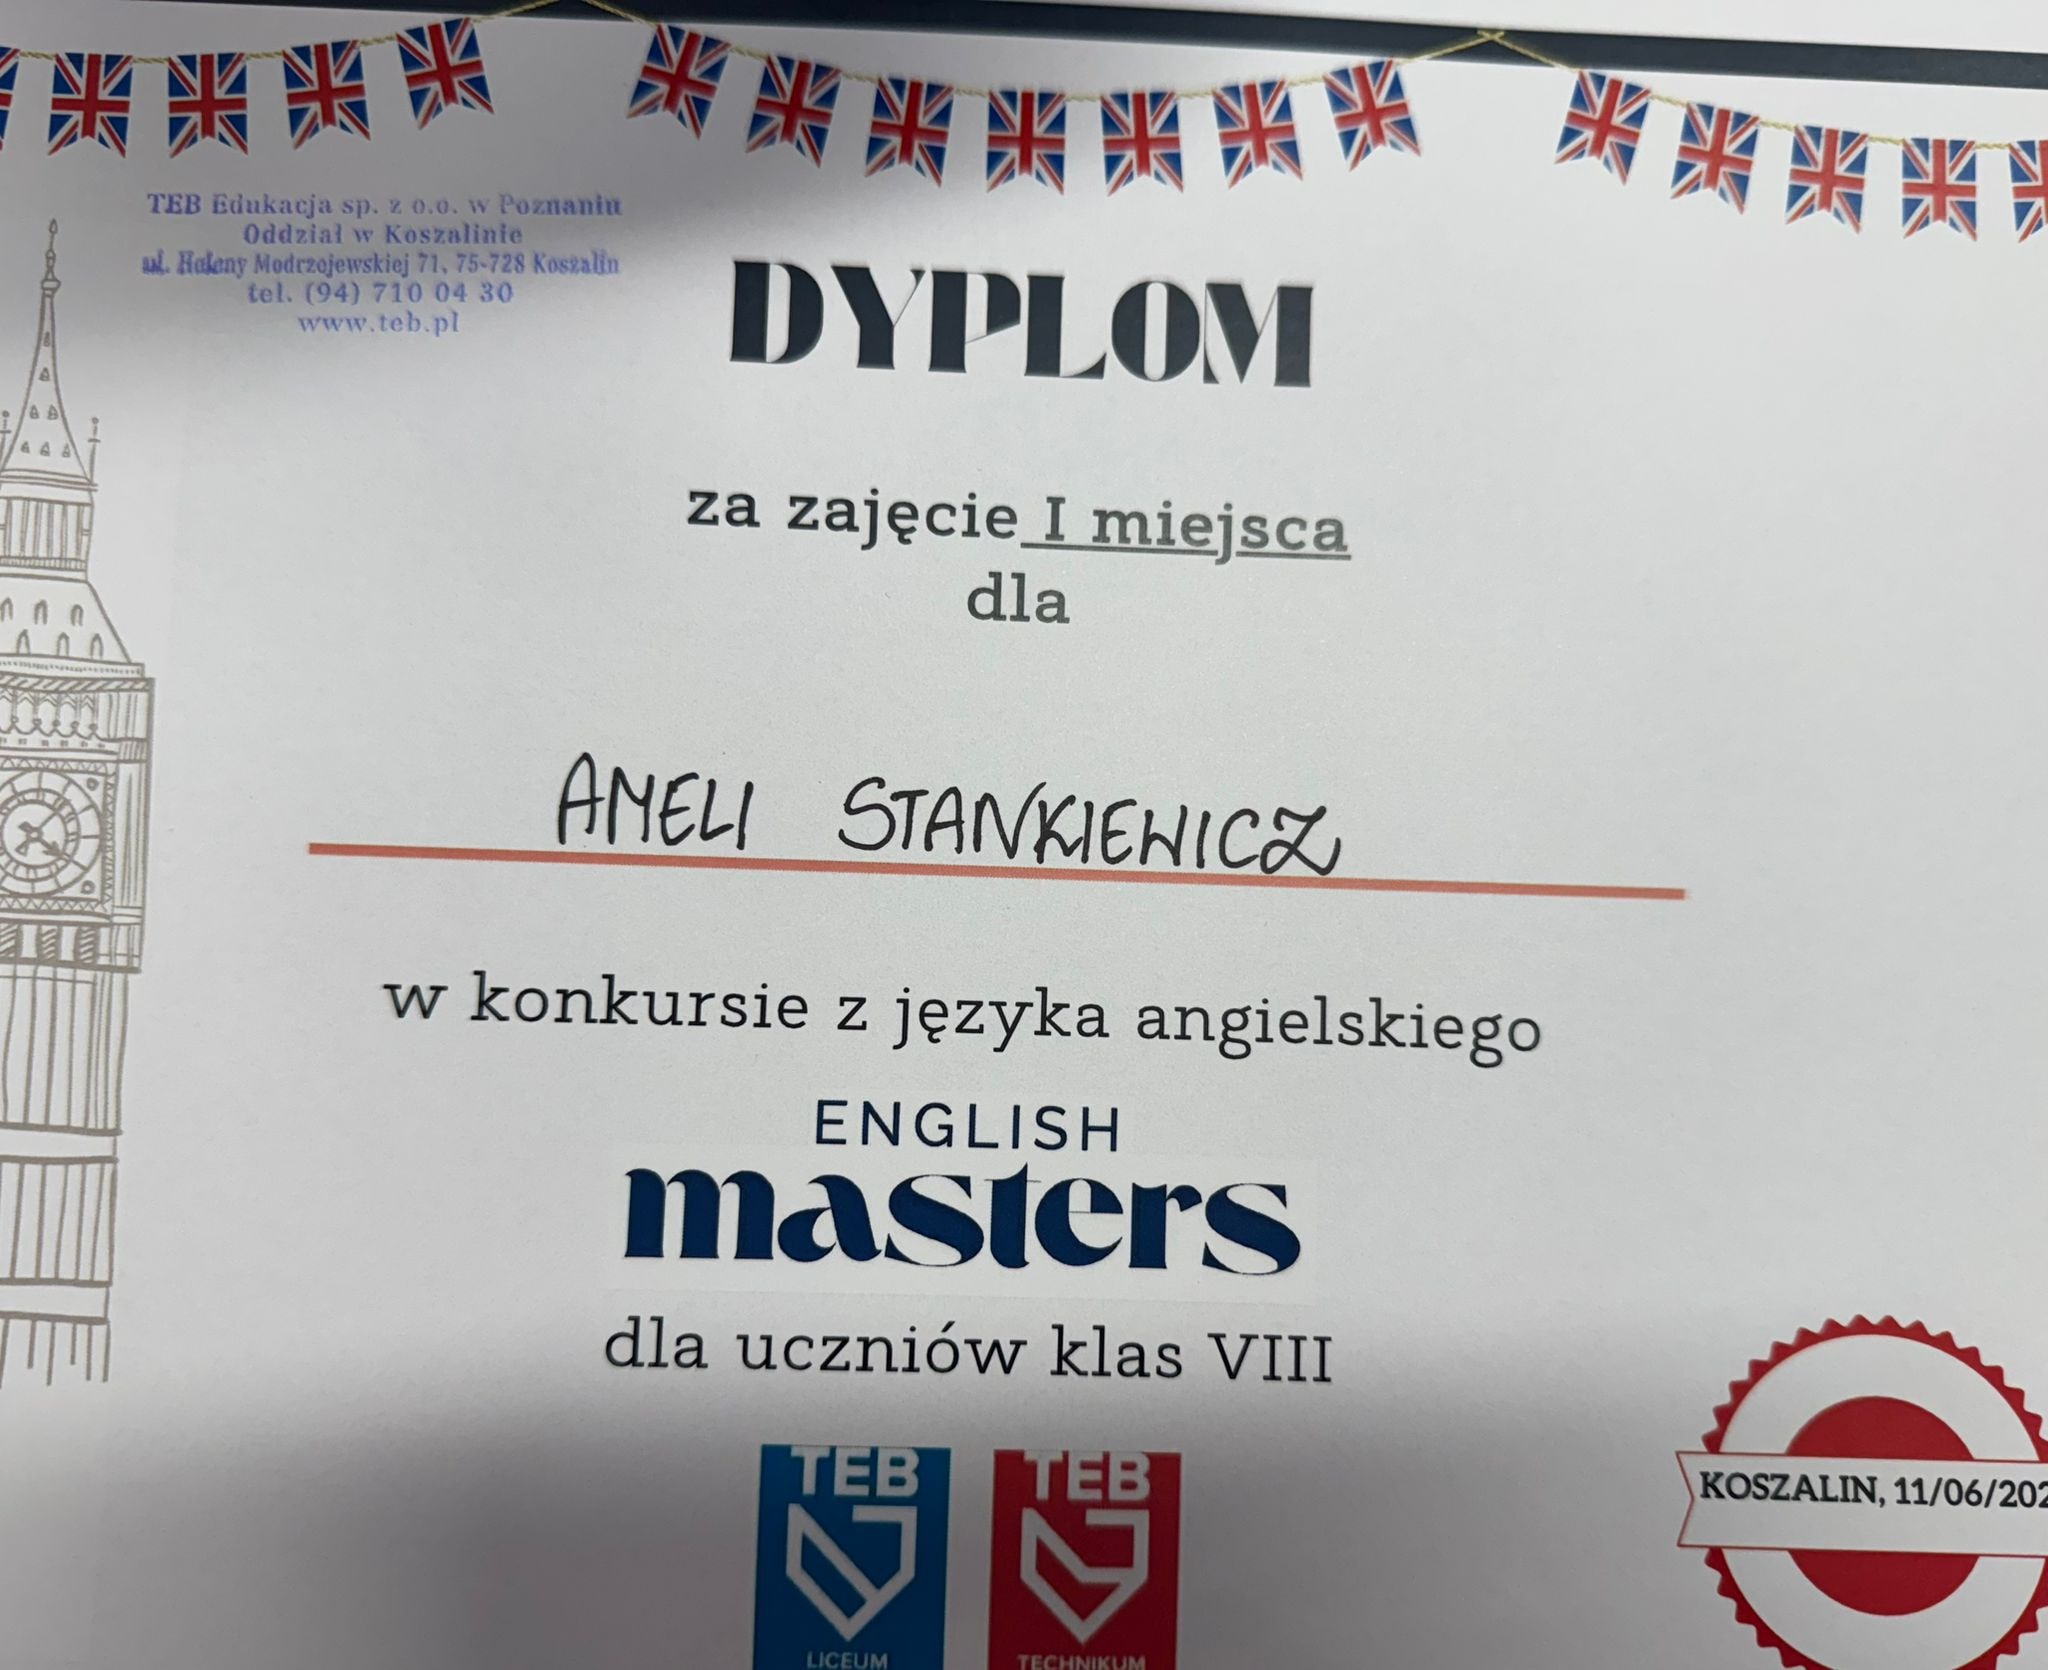 TEB Edukacja sp. z o.o. w Poznaniu
Oddział w Koszalinie
ul. Heleny Modrzojewskiej 71, 75-728 Koszalin
tel. (94) 710 04 30
www.teb.pl
DYPLOM
za zajęcie I miejsca
dla
AMELI STANKIEWICZ
w konkursie z języka angielskiego
ENGLISH
masters
dla uczniów klas VIII
TEB
LICEUM
TEB
TECHNIKUM
KOSZALIN, 11/06/202